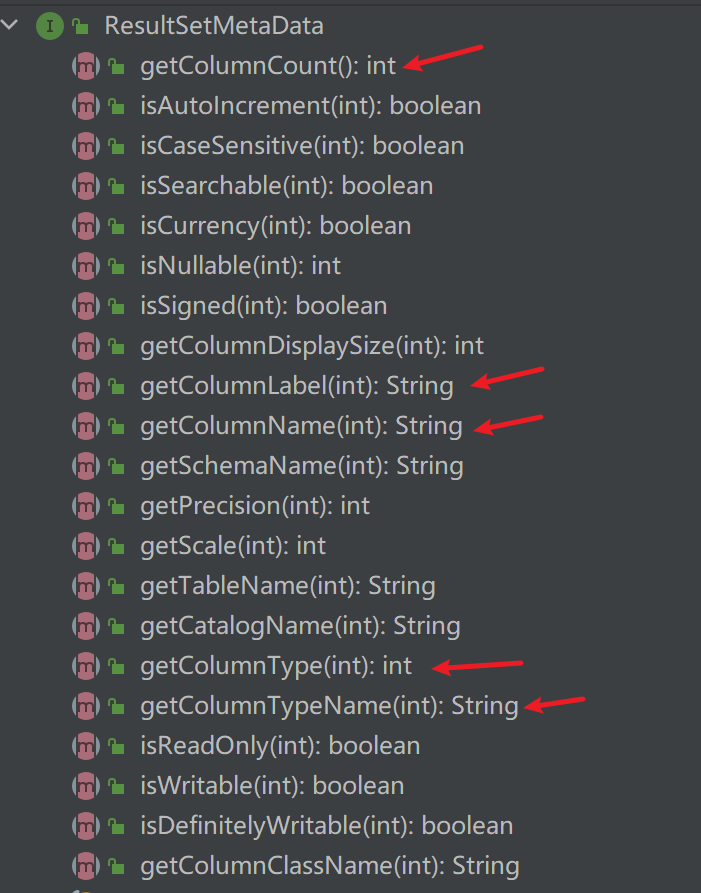 ResultSetMetaData
getColumnCount(): int
isAutoIncrement(int): boolean
isCaseSensitive(int): boolean
isSearchable(int): boolean
isCurrency(int): boolean
isNullable(int): int
isSigned(int): boolean
getColumnDisplaySize(int): int
getColumnLabel(int): String
getColumnName(int): String
getSchemaName(int): String
getPrecision(int): int
getScale(int): int
getTableName(int): String
getCatalogName(int): String
getColumnType(int): int
getColumnTypeName(int): String
isReadOnly(int): boolean
isWritable(int): boolean
isDefinitelyWritable(int): boolean
getColumnClassName(int): String